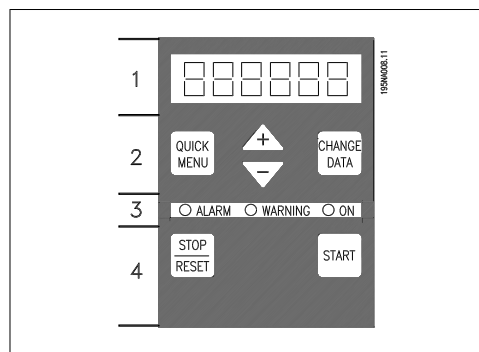 1
195NA008.11
2
QUICK
MENU
+
−
CHANGE
DATA
3
ALARM WARNING ON
4
STOP
RESET
START